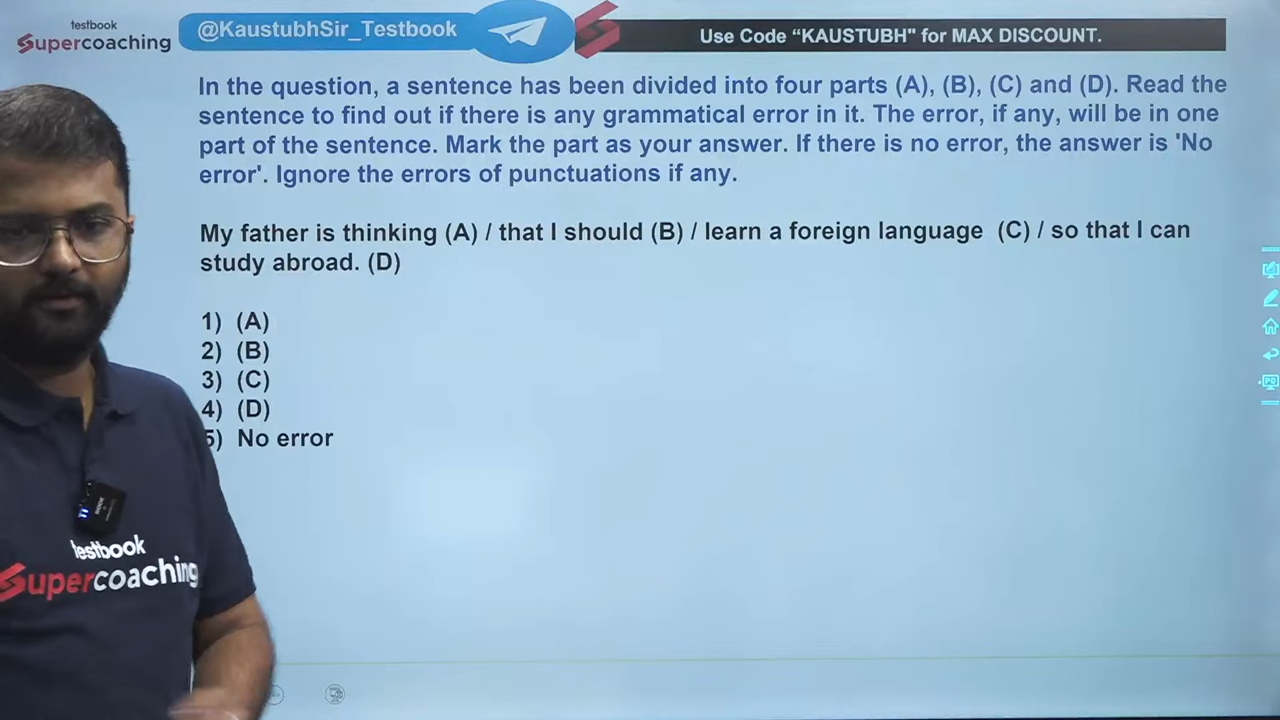 testbook
Supercoaching
@KaustubhSir_Testbook
Use Code “KAUSTUBH" for MAX DISCOUNT.
In the question, a sentence has been divided into four parts (A), (B), (C) and (D). Read the
sentence to find out if there is any grammatical error in it. The error, if any, will be in one
part of the sentence. Mark the part as your answer. If there is no error, the answer is 'No
error'. Ignore the errors of punctuations if any.
My father is thinking (A) / that I should (B) / learn a foreign language (C) / so that I can
study abroad. (D)
1) (A)
2) (B)
3) (C)
4) (D)
5) No error
testbook
Supercoaching